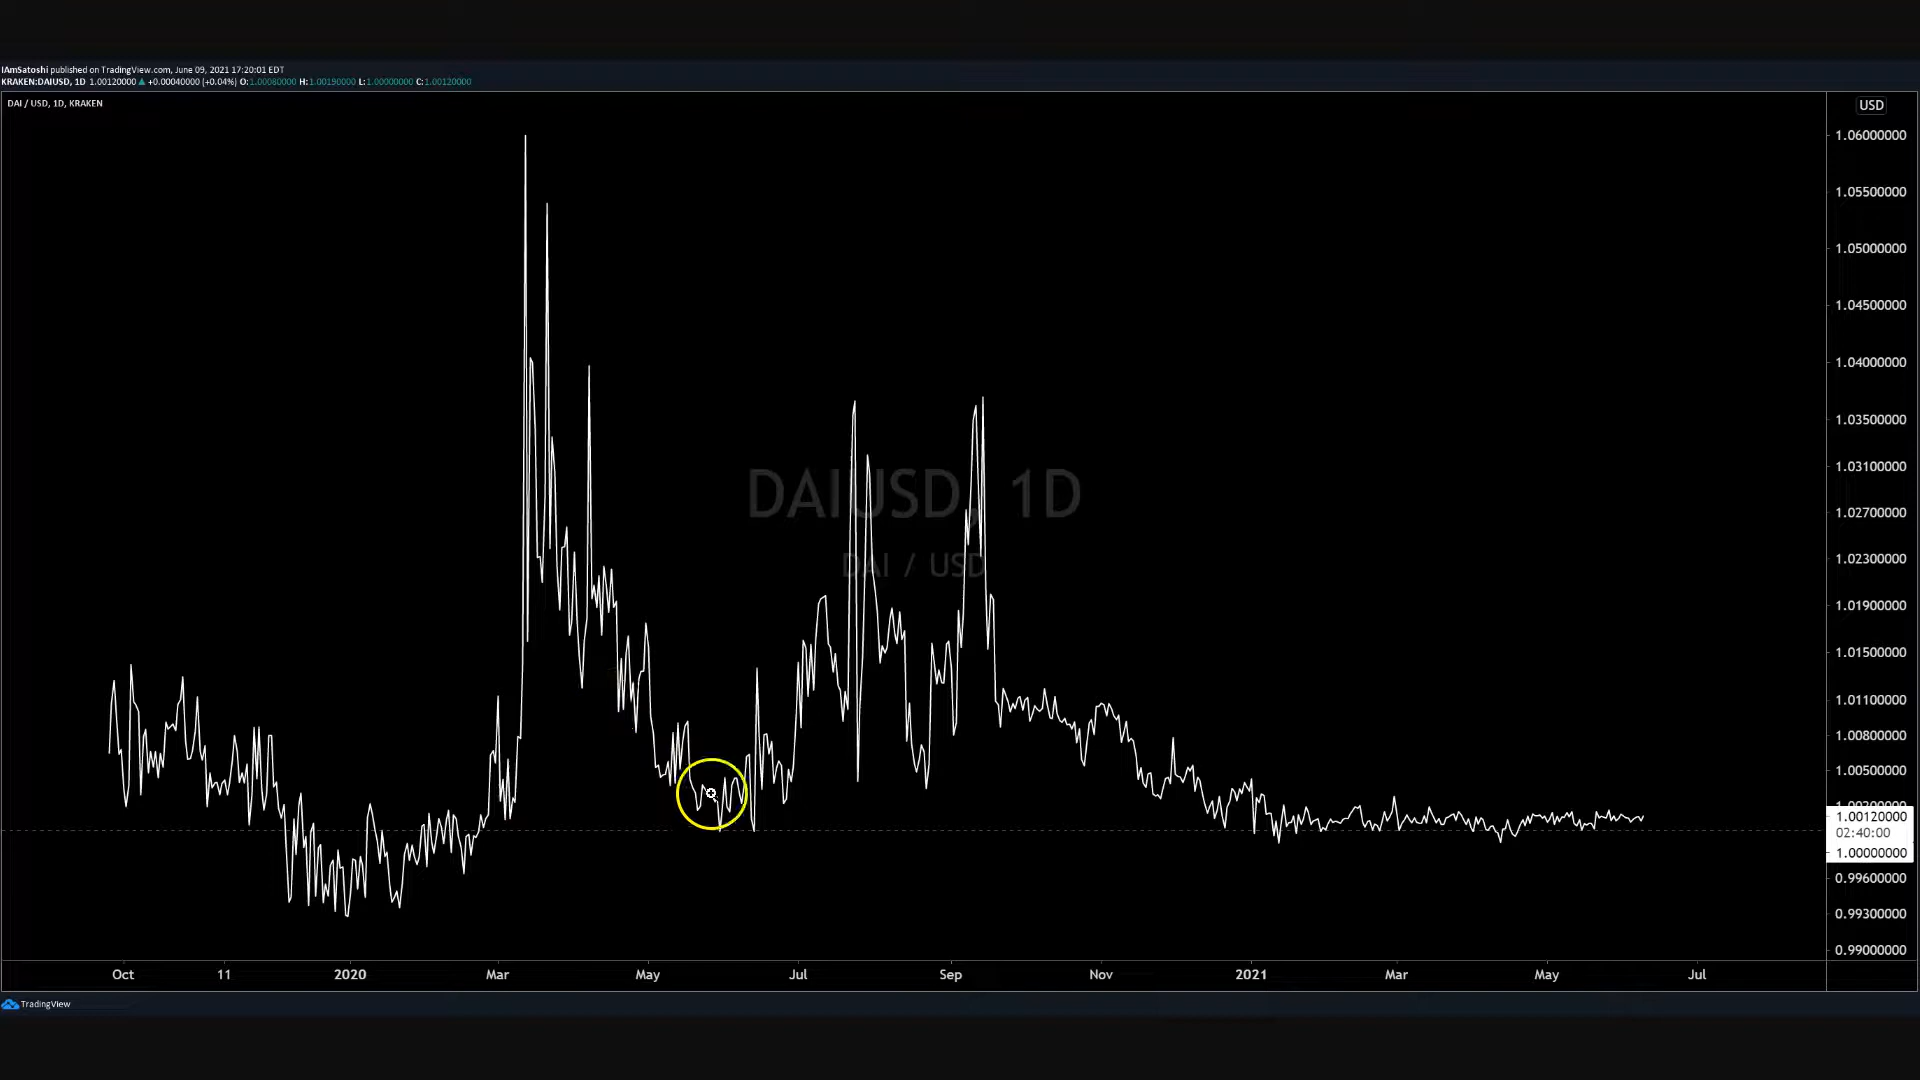 IAmSatoshi published on TradingView.com, June 09, 2021 17:20:01 EDT
KRAKEN:DAIUSD, 1D 1.00120000 ▲ +0.00040000 (+0.04%) O:1.00080000 H:1.00190000 L:1.00000000 C:1.00120000
DAI / USD, 1D, KRAKEN
USD
1.06000000
1.05500000
1.05000000
1.04500000
1.04000000
1.03500000
1.03100000
DAIUSD, 1D
1.02700000
1.02300000
DAI / USD
1.01900000
1.01500000
1.01100000
1.00800000
1.00500000
1.00120000
02:40:00
1.00000000
0.99600000
0.99300000
0.99000000
Oct 11 2020 Mar May Jul Sep Nov 2021 Mar May Jul
TradingView